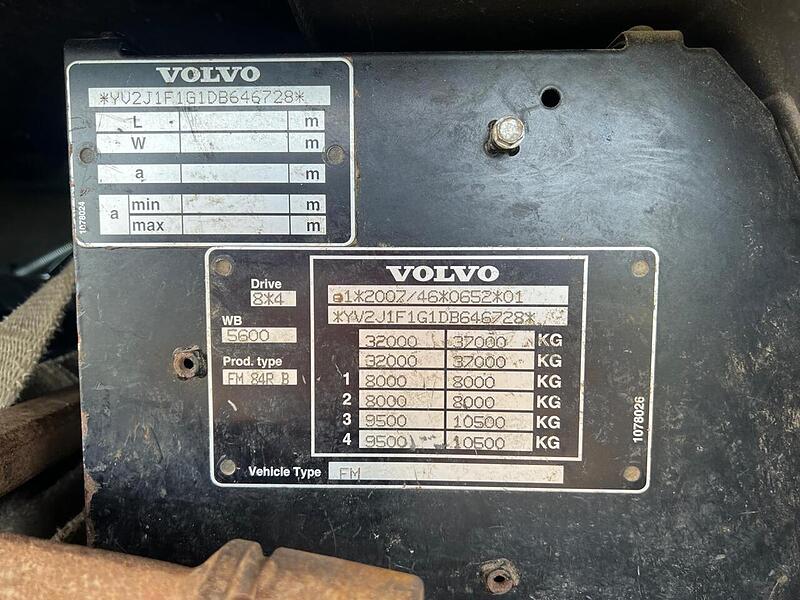 VOLVO
*YV2J1F1G1DB646728*
L m
W m
a m
a min m
max m
1078024
VOLVO
Drive
8*4
WB
5600
Prod. type
FM 84R B
e1*2007/46*0652*01
*YV2J1F1G1DB646728*
32000 37000 KG
32000 37000 KG
1 8000 8000 KG
2 8000 8000 KG
3 9500 10500 KG
4 9500 10500 KG
Vehicle Type FM
1078026